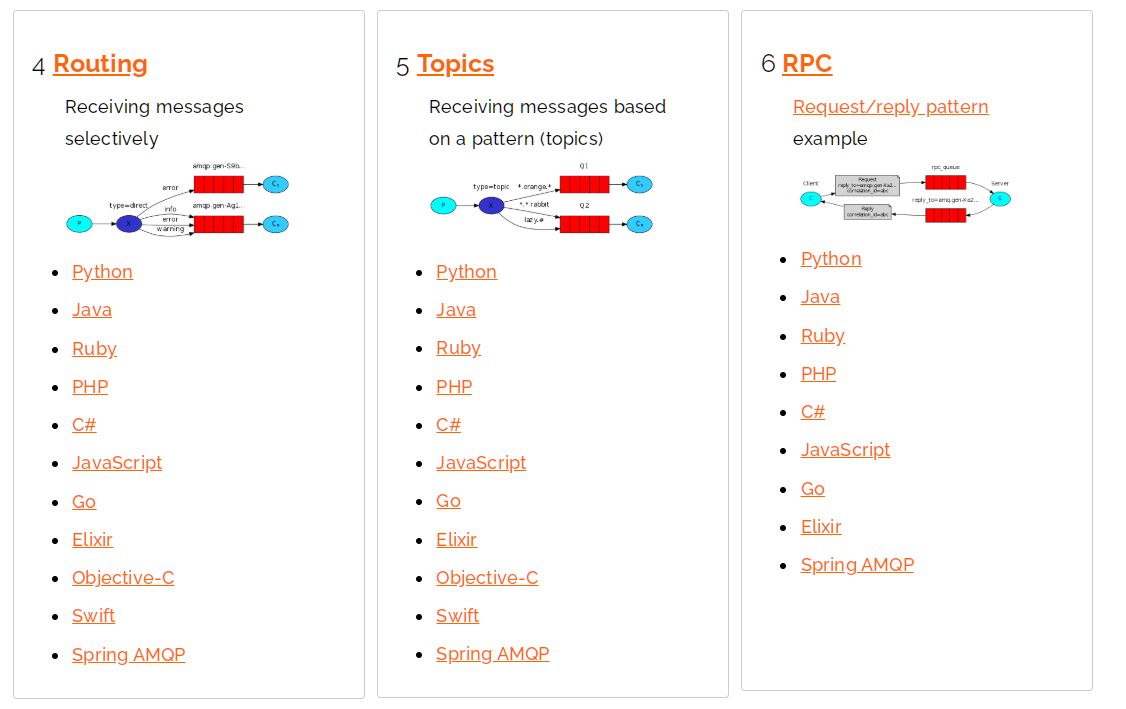 4 Routing
Receiving messages
selectively
amqp.gen-S9b...
error
C₁
type=direct
P
X
info
error
warning
amqp.gen-Ag1...
C₂
Python
Java
Ruby
PHP
C#
JavaScript
Go
Elixir
Objective-C
Swift
Spring AMQP
5 Topics
Receiving messages based
on a pattern (topics)
Q1
type=topic
*.orange.*
C₁
P
X
*.*.rabbit
Q2
lazy.#
C₂
Python
Java
Ruby
PHP
C#
JavaScript
Go
Elixir
Objective-C
Swift
Spring AMQP
6 RPC
Request/reply pattern
example
rpc_queue
Client
Request
reply_to=amqp.gen-Xa2...
correlation_id=abc
Server
C
S
Reply
correlation_id=abc
reply_to=amq.gen-Xa2...
Python
Java
Ruby
PHP
C#
JavaScript
Go
Elixir
Spring AMQP